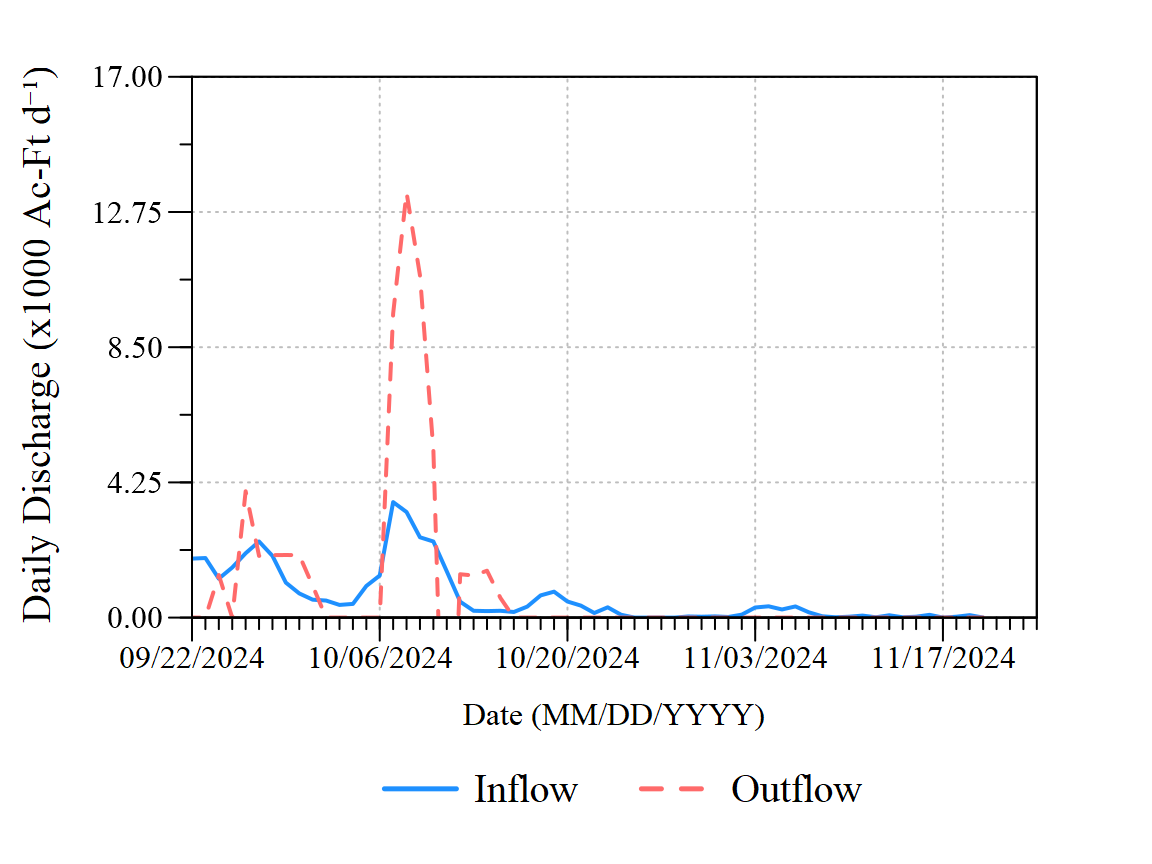 Daily Discharge (x1000 Ac-Ft d⁻¹)
17.00
12.75
8.50
4.25
0.00
09/22/2024 10/06/2024 10/20/2024 11/03/2024 11/17/2024
Date (MM/DD/YYYY)
Inflow Outflow